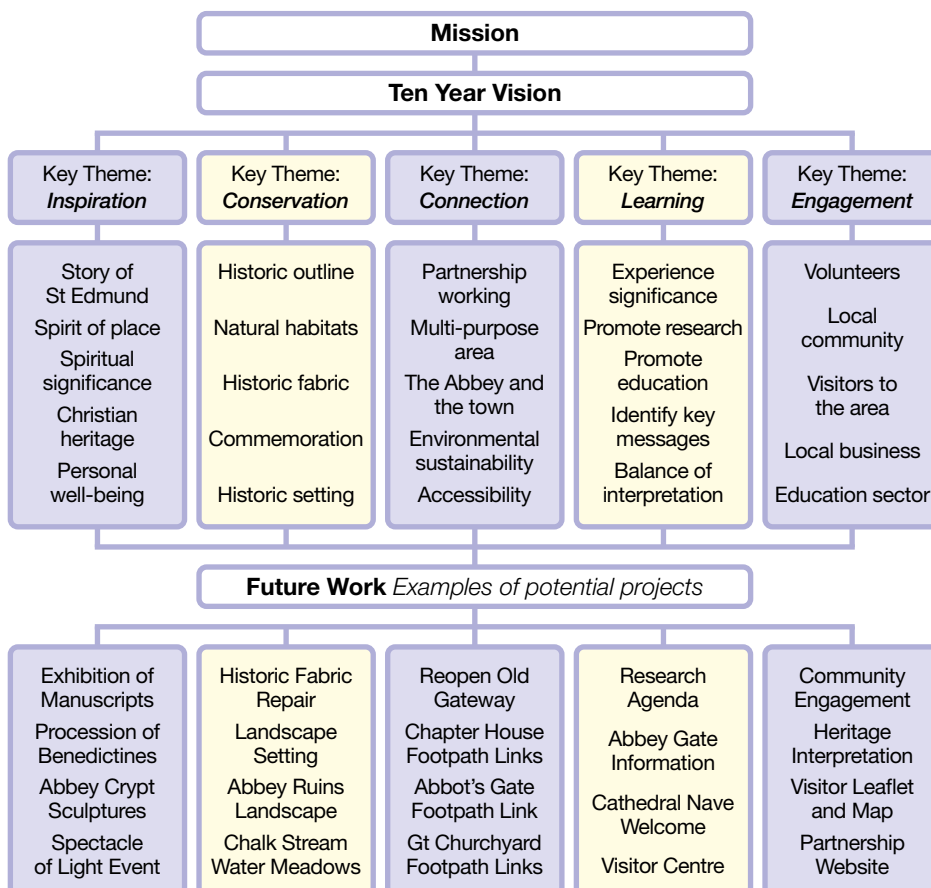 Mission
Ten Year Vision
Key Theme:
Inspiration
Key Theme:
Conservation
Key Theme:
Connection
Key Theme:
Learning
Key Theme:
Engagement
Story of
St Edmund
Spirit of place
Spiritual
significance
Christian
heritage
Personal
well-being
Historic outline
Natural habitats
Historic fabric
Commemoration
Historic setting
Partnership
working
Multi-purpose
area
The Abbey and
the town
Environmental
sustainability
Accessibility
Experience
significance
Promote research
Promote
education
Identify key
messages
Balance of
interpretation
Volunteers
Local
community
Visitors to
the area
Local business
Education sector
Future Work Examples of potential projects
Exhibition of
Manuscripts
Procession of
Benedictines
Abbey Crypt
Sculptures
Spectacle
of Light Event
Historic Fabric
Repair
Landscape
Setting
Abbey Ruins
Landscape
Chalk Stream
Water Meadows
Reopen Old
Gateway
Chapter House
Footpath Links
Abbot's Gate
Footpath Link
Gt Churchyard
Footpath Links
Research
Agenda
Abbey Gate
Information
Cathedral Nave
Welcome
Visitor Centre
Community
Engagement
Heritage
Interpretation
Visitor Leaflet
and Map
Partnership
Website